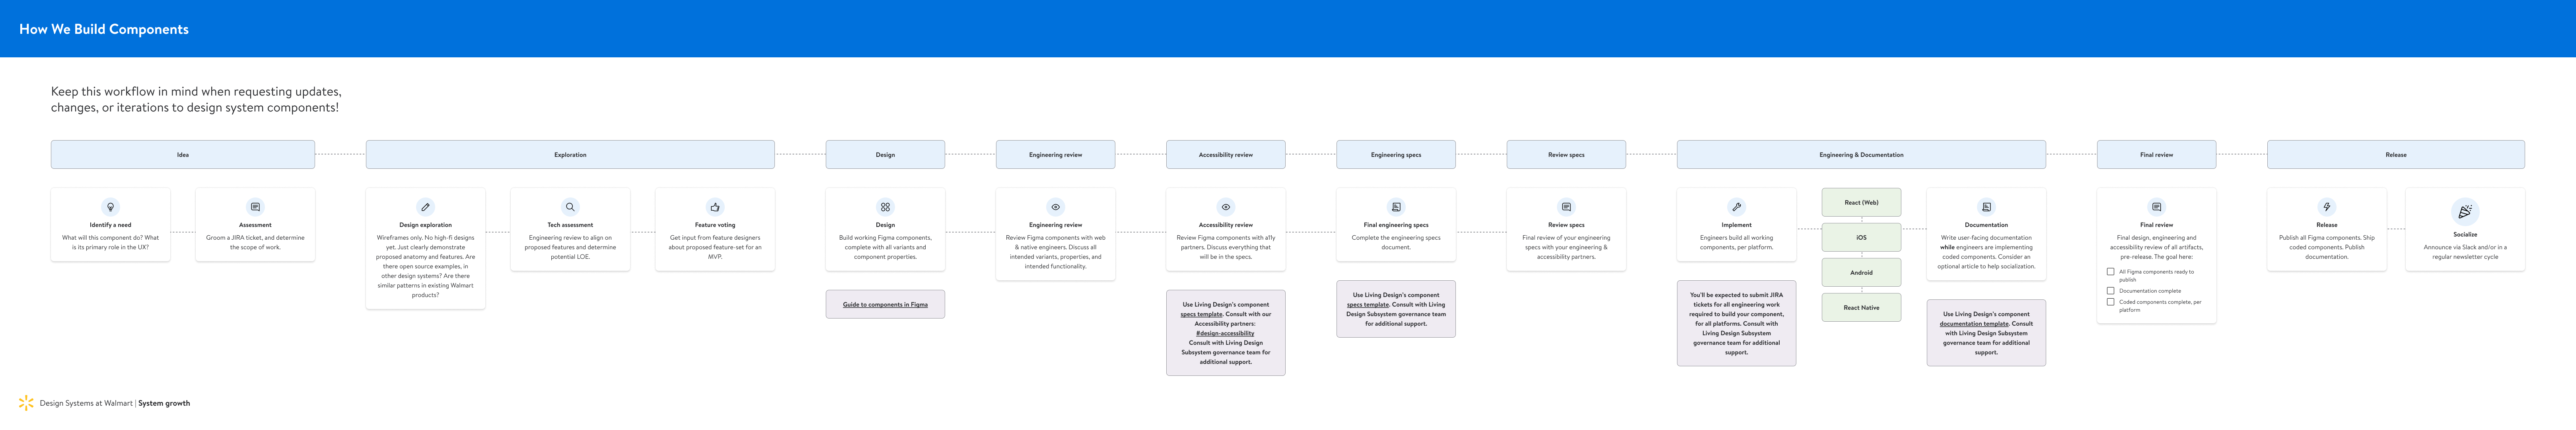 How We Build Components
Keep this workflow in mind when requesting updates,
changes, or iterations to design system components!
Idea
Exploration
Design
Engineering review
Accessibility review
Engineering specs
Review specs
Engineering & Documentation
Final review
Release
Identify a need
What will this component do? What
is its primary role in the UX?
Assessment
Groom a JIRA ticket, and determine
the scope of work.
Design exploration
Wireframes only. No high-fi designs
yet. Just clearly demonstrate
proposed anatomy and features. Are
there open source examples, in
other design systems? Are there
similar patterns in existing Walmart
products?
Tech assessment
Engineering review to align on
proposed features and determine
potential LOE.
Feature voting
Get input from feature designers
about proposed feature-set for an
MVP.
Design
Build working Figma components,
complete with all variants and
component properties.
Guide to components in Figma
Engineering review
Review Figma components with web
& native engineers. Discuss all
intended variants, properties, and
intended functionality.
Accessibility review
Review Figma components with a11y
partners. Discuss everything that
will be in the specs.
Use Living Design's component
specs template. Consult with our
Accessibility partners:
#design-accessibility
Consult with Living Design
Subsystem governance team for
additional support.
Final engineering specs
Complete the engineering specs
document.
Use Living Design's component
specs template. Consult with Living
Design Subsystem governance team
for additional support.
Review specs
Final review of your engineering
specs with your engineering &
accessibility partners.
Implement
Engineers build all working
components, per platform.
You'll be expected to submit JIRA
tickets for all engineering work
required to build your component,
for all platforms. Consult with
Living Design Subsystem
governance team for additional
support.
React (Web)
iOS
Android
React Native
Documentation
Write user-facing documentation
while engineers are implementing
coded components. Consider an
optional article to help socialization.
Use Living Design's component
documentation template. Consult
with Living Design Subsystem
governance team for additional
support.
Final review
Final design, engineering and
accessibility review of all artifacts,
pre-release. The goal here:
All Figma components ready to
publish
Documentation complete
Coded components complete, per
platform
Release
Publish all Figma components. Ship
coded components. Publish
documentation.
Socialize
Announce via Slack and/or in a
regular newsletter cycle
Design Systems at Walmart | System growth